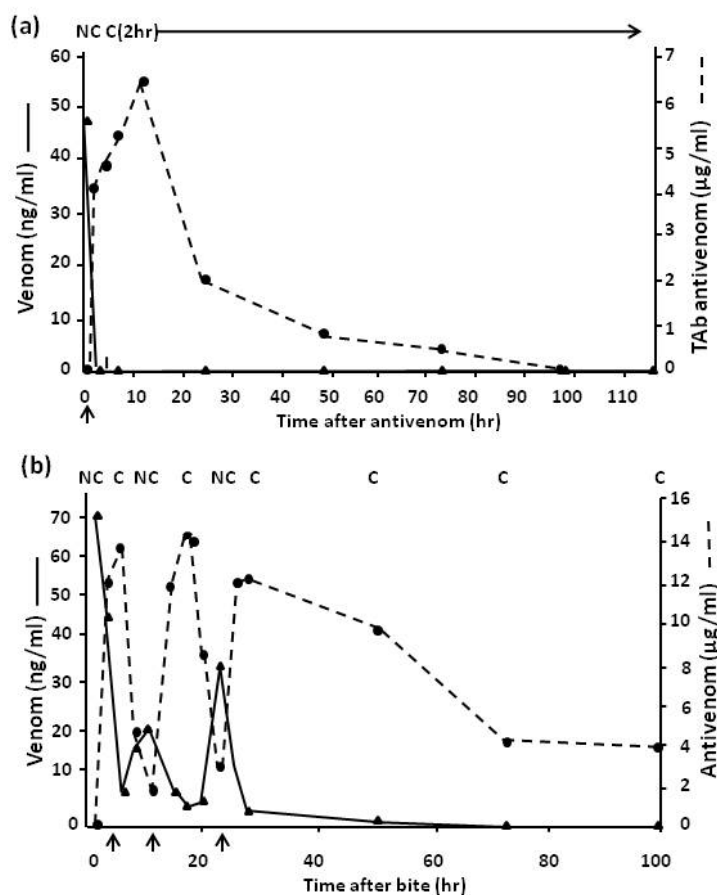 (a)
NC C(2hr)
60
50
40
30
20
10
0
Venom (ng/ml)
7
6
5
4
3
2
1
0
TAb antivenom (µg/ml)
0 10 20 30 40 50 60 70 80 90 100 110
Time after antivenom (hr)
(b)
NC C NC C NC C C C C
70
60
50
40
30
20
10
0
Venom (ng/ml)
16
14
12
10
8
6
4
2
0
Antivenom (µg/ml)
0 20 40 60 80 100
Time after bite (hr)